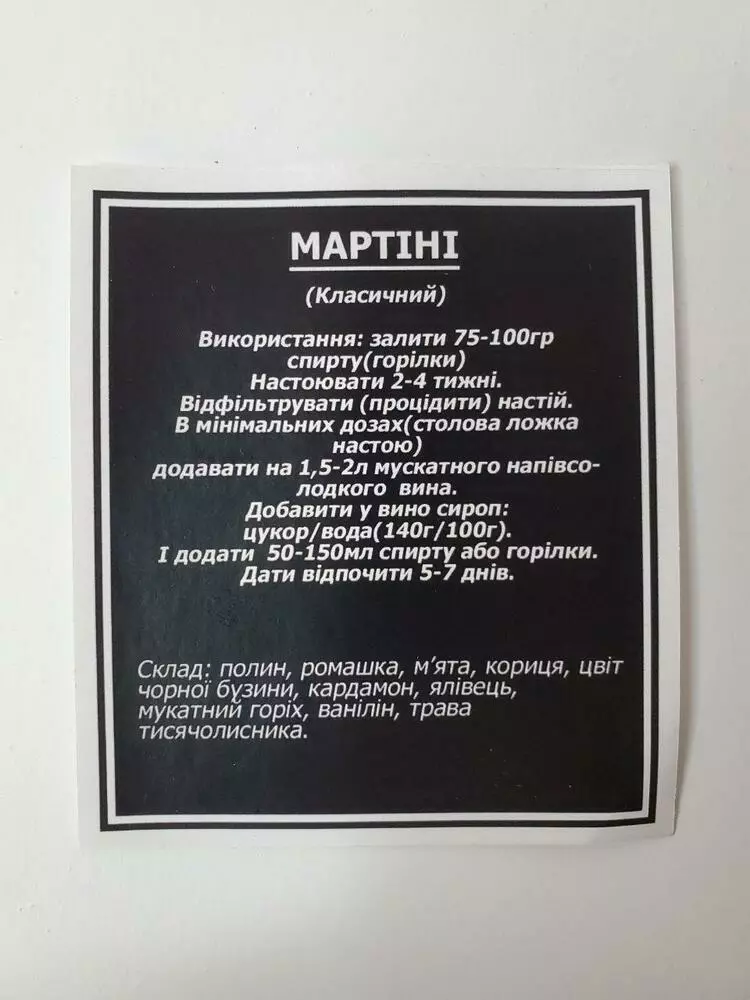 МАРТІНІ
(Класичний)
Використання: залити 75-100гр
спирту(горілки)
Настоювати 2-4 тижні.
Відфільтрувати (процідити) настій.
В мінімальних дозах(столова ложка
настою)
додавати на 1,5-2л мускатного напівсо-
лодкого вина.
Добавити у вино сироп:
цукор/вода(140г/100г).
І додати 50-150мл спирту або горілки.
Дати відпочити 5-7 днів.
Склад: полин, ромашка, м'ята, кориця, цвіт
чорної бузини, кардамон, ялівець,
мукатний горіх, ванілін, трава
тисячолисника.